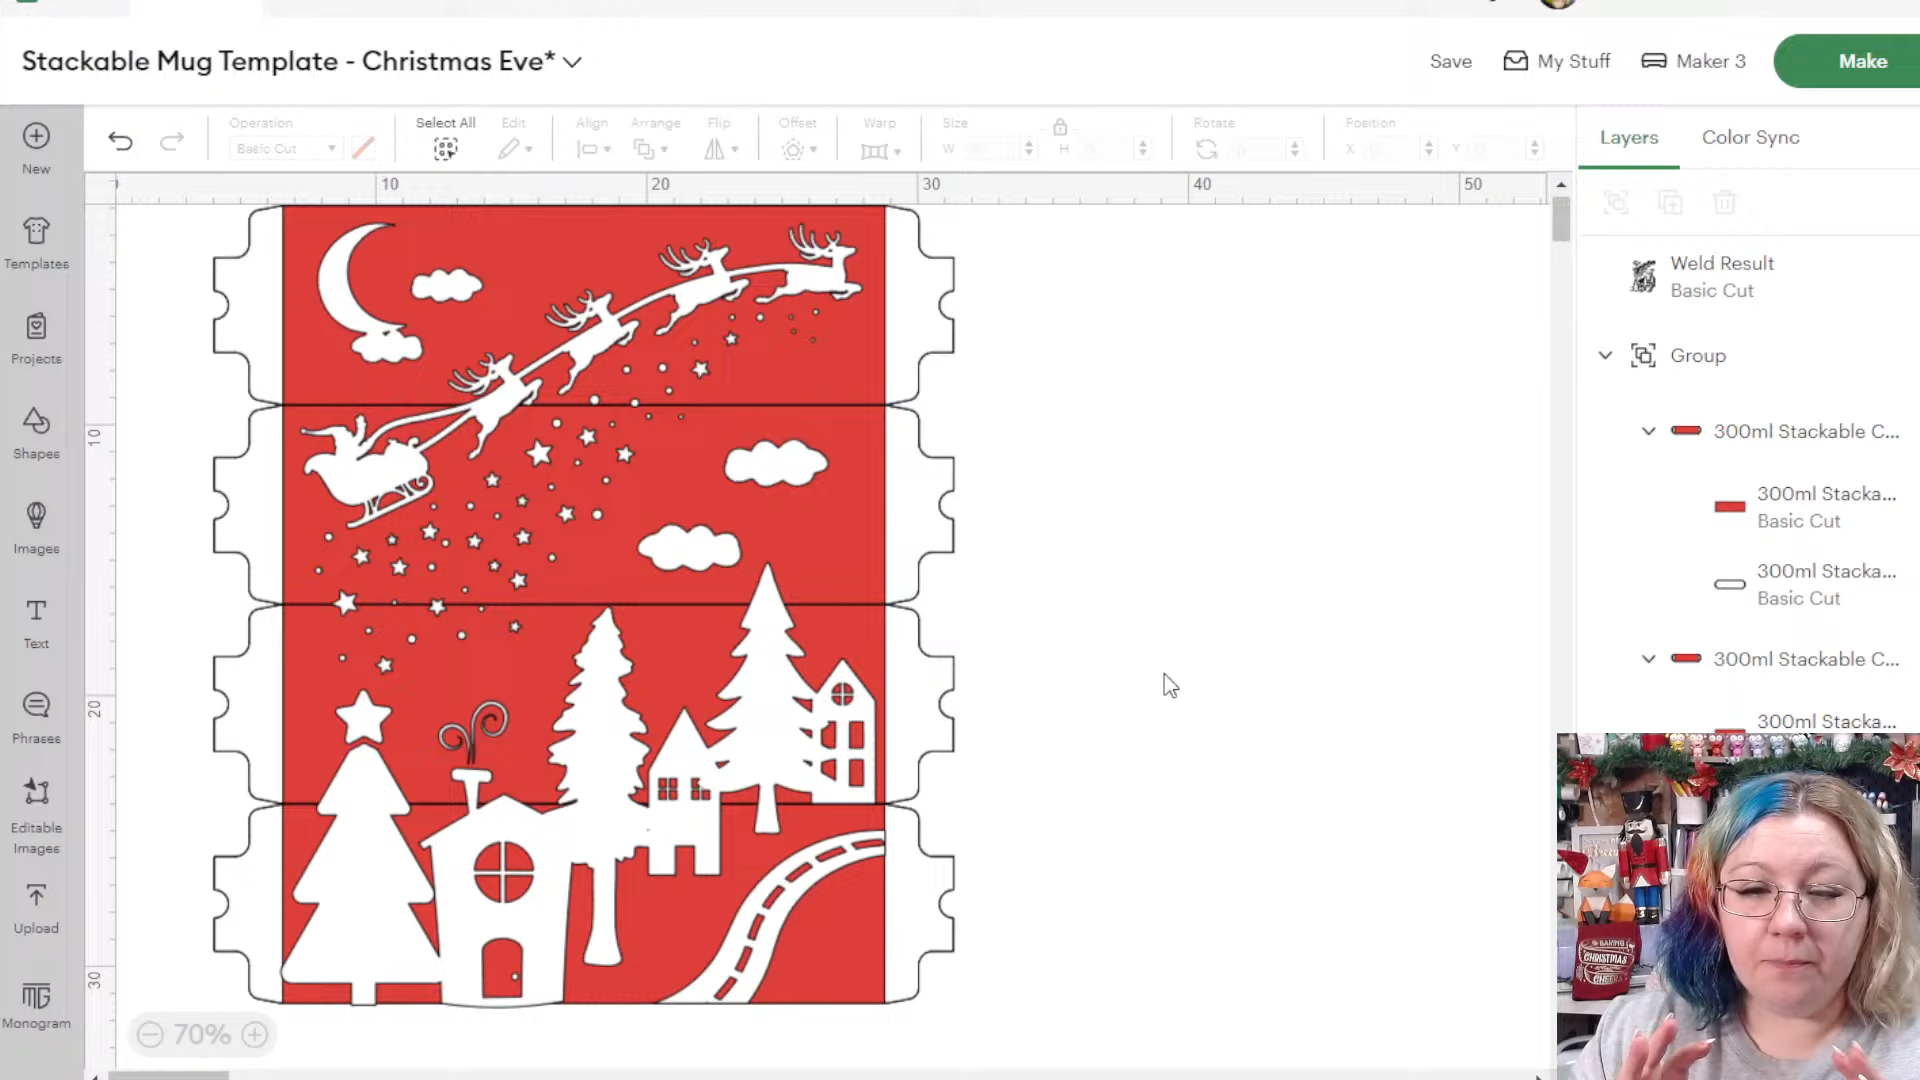 Stackable Mug Template - Christmas Eve*
Save
My Stuff
Maker 3
Make
New
Templates
Projects
Shapes
Images
Text
Phrases
Editable
Images
Upload
Monogram
Operation
Basic Cut
Select All
Edit
Align
Arrange
Flip
Offset
Warp
Size
W
H
Rotate
Position
X
Y
10
20
30
40
50
10
20
30
70%
Layers
Color Sync
Weld Result
Basic Cut
Group
300ml Stackable C...
300ml Stacka...
Basic Cut
300ml Stacka...
Basic Cut
300ml Stackable C...
300ml Stacka...
BAKING
CHRISTMAS
CHEER